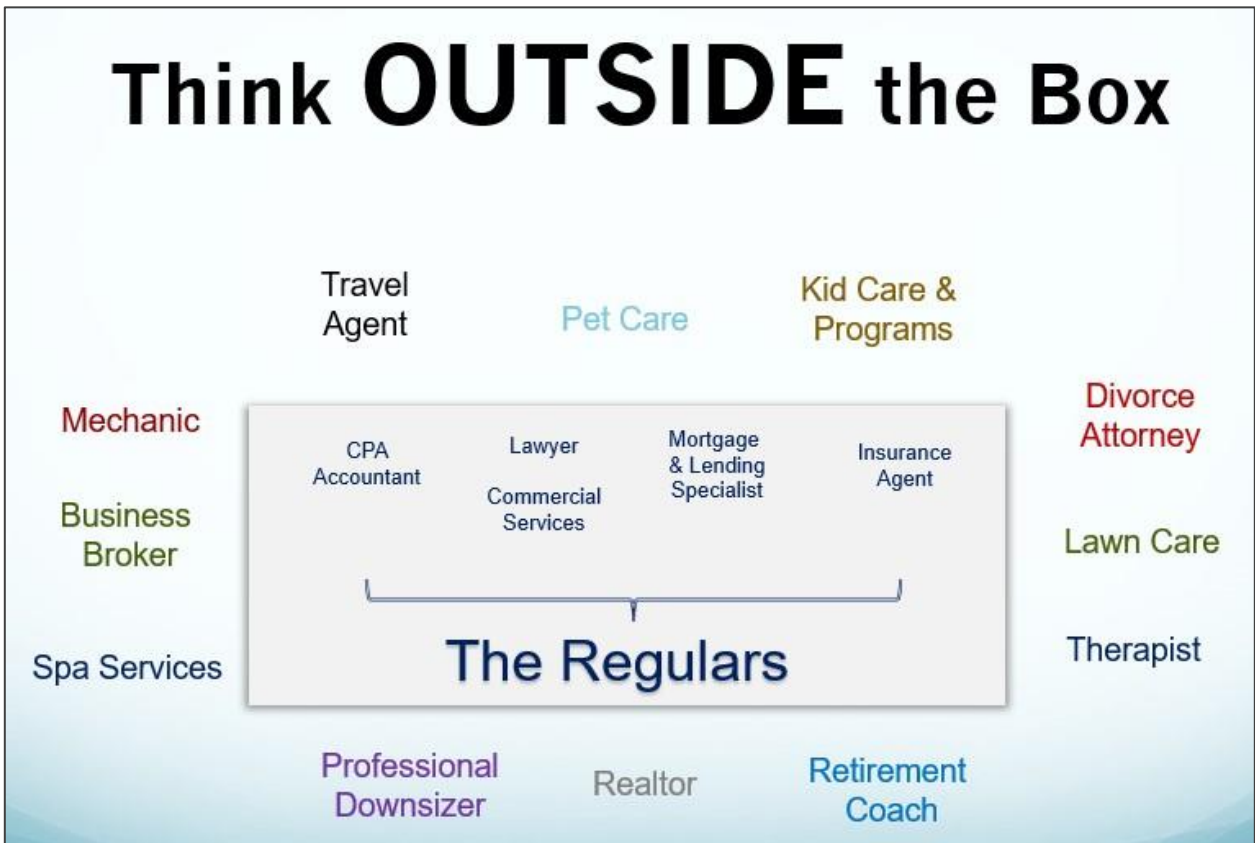 Think OUTSIDE the Box
Travel
Agent
Pet Care
Kid Care &
Programs
Mechanic
Business
Broker
Spa Services
CPA
Accountant
Lawyer
Commercial
Services
Mortgage
& Lending
Specialist
Insurance
Agent
The Regulars
Divorce
Attorney
Lawn Care
Therapist
Professional
Downsizer
Realtor
Retirement
Coach